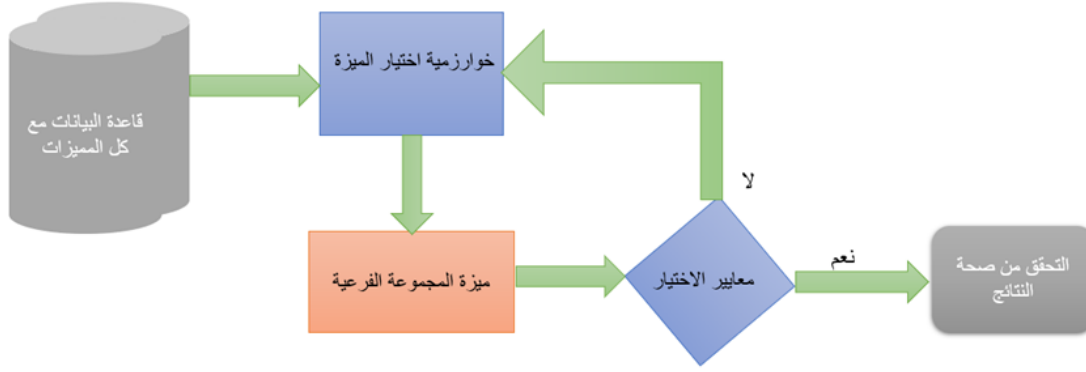 قاعدة البيانات مع
كل المميزات
خوارزمية اختيار الميزة
ميزة المجموعة الفرعية
معايير الاختيار
لا
نعم
التحقق من صحة
النتائج